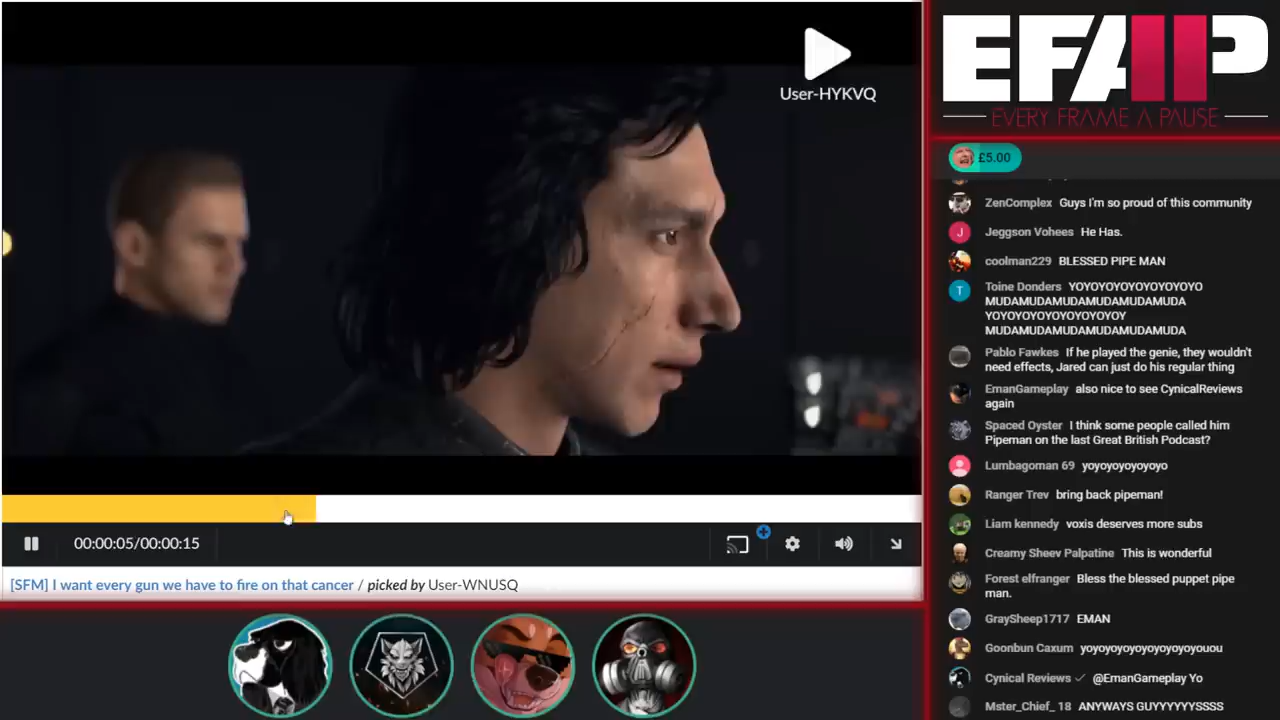 User-HYKVQ
00:00:05/00:00:15
[SFM] I want every gun we have to fire on that cancer / picked by User-WNUSQ
EFAP
EVERY FRAME A PAUSE
£5.00
ZenComplex Guys I'm so proud of this community
J
Jeggson Vohees He Has.
coolman229 BLESSED PIPE MAN
T
Toine Donders YOYOYOYOYOYOYOYOYO
MUDAMUDAMUDAMUDAMUDAMUDA
YOYOYOYOYOYOYOYOY
MUDAMUDAMUDAMUDAMUDAMUDA
Pablo Fawkes If he played the genie, they wouldn't
need effects, Jared can just do his regular thing
EmanGameplay also nice to see CynicalReviews
again
Spaced Oyster I think some people called him
Pipeman on the last Great British Podcast?
Lumbagoman 69 yoyoyoyoyoyoyo
Ranger Trev bring back pipeman!
Liam kennedy voxis deserves more subs
Creamy Sheev Palpatine This is wonderful
Forest elfranger Bless the blessed puppet pipe
man.
GraySheep1717 EMAN
Goonbun Caxum yoyoyoyoyoyoyoyoyouou
Cynical Reviews @EmanGameplay Yo
Mster_Chief_ 18 ANYWAYS GUYYYYYSSSS